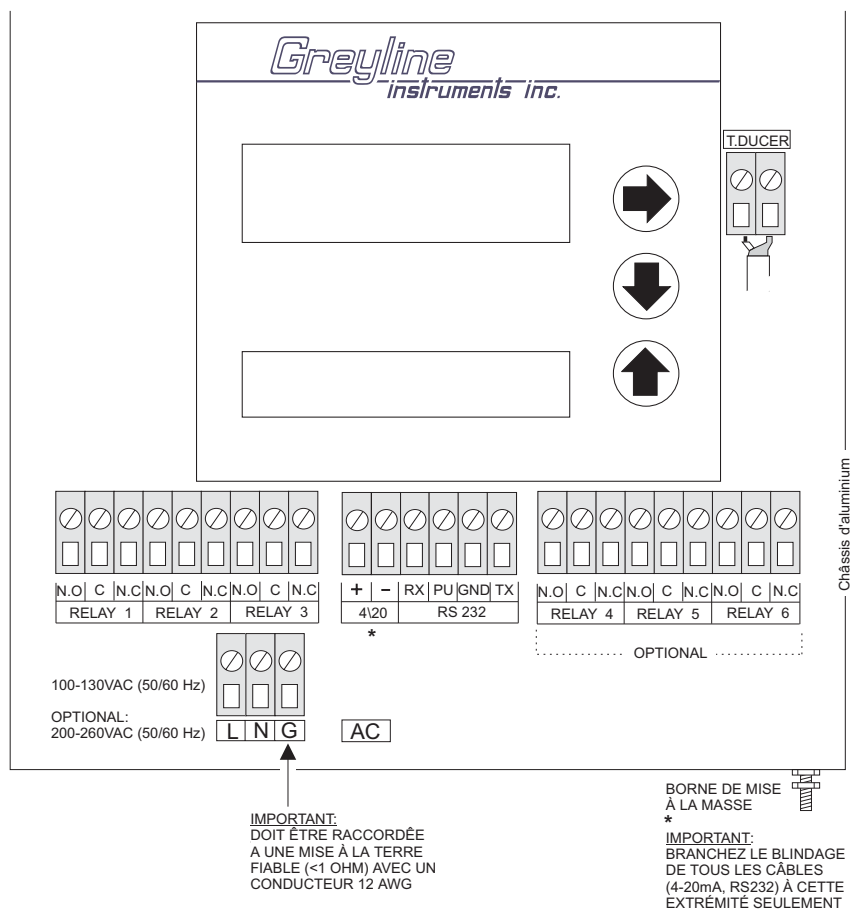 Greyline
instruments inc.
T.DUCER
Châssis d'aluminium
N.O C N.C N.O C N.C N.O C N.C
RELAY 1 RELAY 2 RELAY 3
+ – RX PU GND TX
4\20 RS 232
*
N.O C N.C N.O C N.C N.O C N.C
RELAY 4 RELAY 5 RELAY 6
OPTIONAL
100-130VAC (50/60 Hz)
OPTIONAL:
200-260VAC (50/60 Hz)
L N G
AC
IMPORTANT:
DOIT ÊTRE RACCORDÊE
A UNE MISE À LA TERRE
FIABLE (<1 OHM) AVEC UN
CONDUCTEUR 12 AWG
BORNE DE MISE
À LA MASSE
*
IMPORTANT:
BRANCHEZ LE BLINDAGE
DE TOUS LES CÂBLES
(4-20mA, RS232) À CETTE
EXTRÉMITÉ SEULEMENT